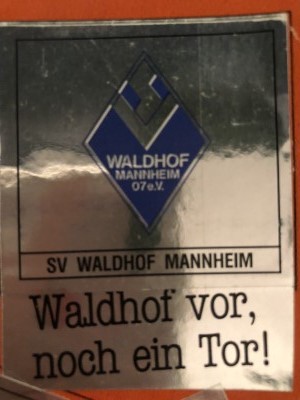 WALDHOF
MANNHEIM
07 e.V.
SV WALDHOF MANNHEIM
Waldhof vor,
noch ein Tor!